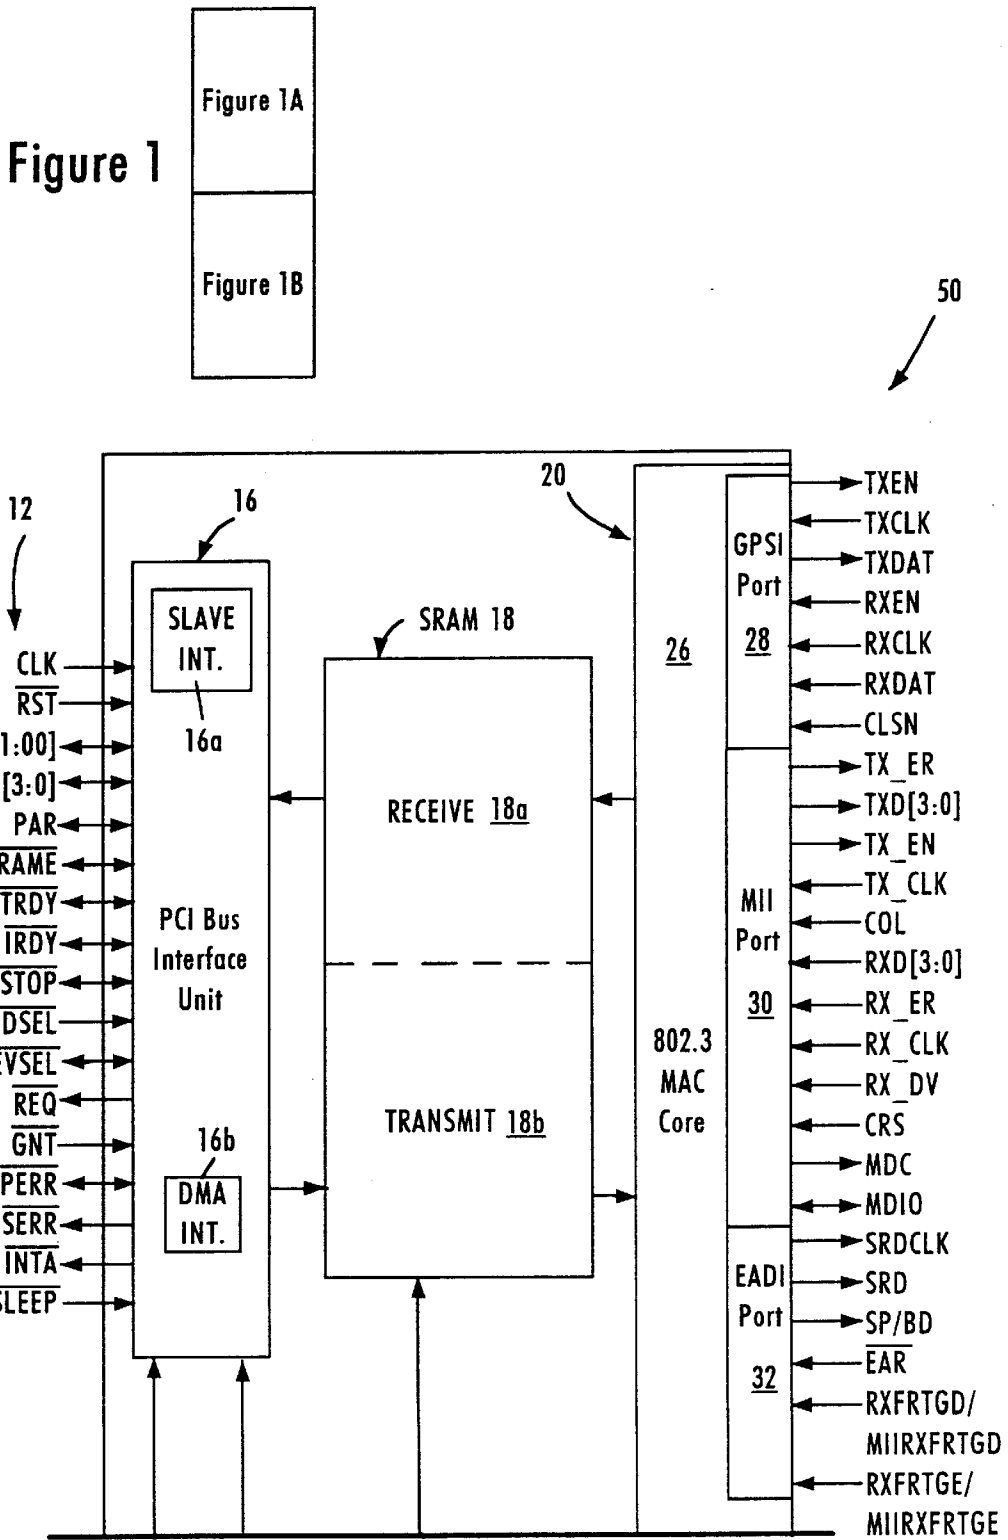 Figure 1
Figure 1A
Figure 1B
50
12
16
20
SLAVE
INT.
16a
SRAM 18
RECEIVE 18a
TRANSMIT 18b
PCI Bus
Interface
Unit
16b
DMA
INT.
26
802.3
MAC
Core
GPSI
Port
28
MII
Port
30
EADI
Port
32
CLK
RST
1:00]
[3:0]
PAR
RAME
TRDY
IRDY
STOP
DSEL
EVSEL
REQ
GNT
PERR
SERR
INTA
SLEEP
TXEN
TXCLK
TXDAT
RXEN
RXCLK
RXDAT
CLSN
TX_ER
TXD[3:0]
TX_EN
TX_CLK
COL
RXD[3:0]
RX_ER
RX_CLK
RX_DV
CRS
MDC
MDIO
SRDCLK
SRD
SP/BD
EAR
RXFRTGD/
MIIRXFRTGD
RXFRTGE/
MIIRXFRTGE